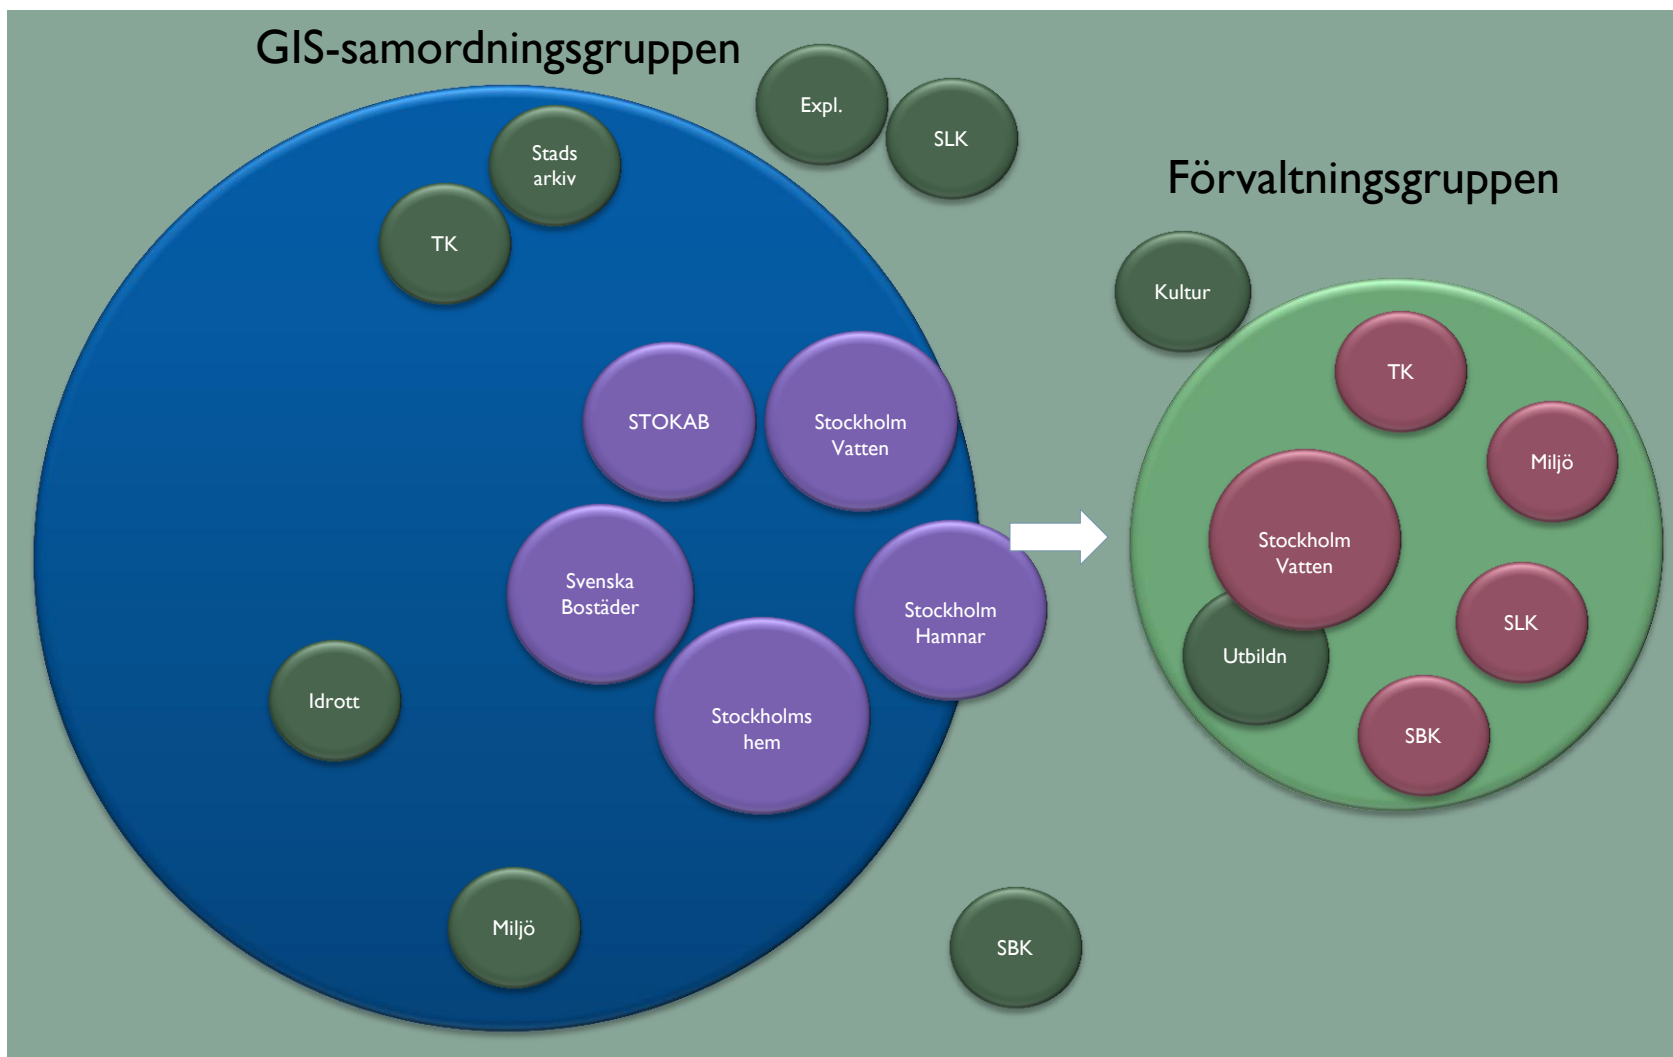 GIS-samordningsgruppen
Expl.
SLK
Stads
arkiv
TK
STOKAB
Stockholm
Vatten
Svenska
Bostäder
Stockholm
Hamnar
Stockholms
hem
Idrott
Miljö
SBK
Förvaltningsgruppen
Kultur
TK
Miljö
Stockholm
Vatten
SLK
Utbildn
SBK